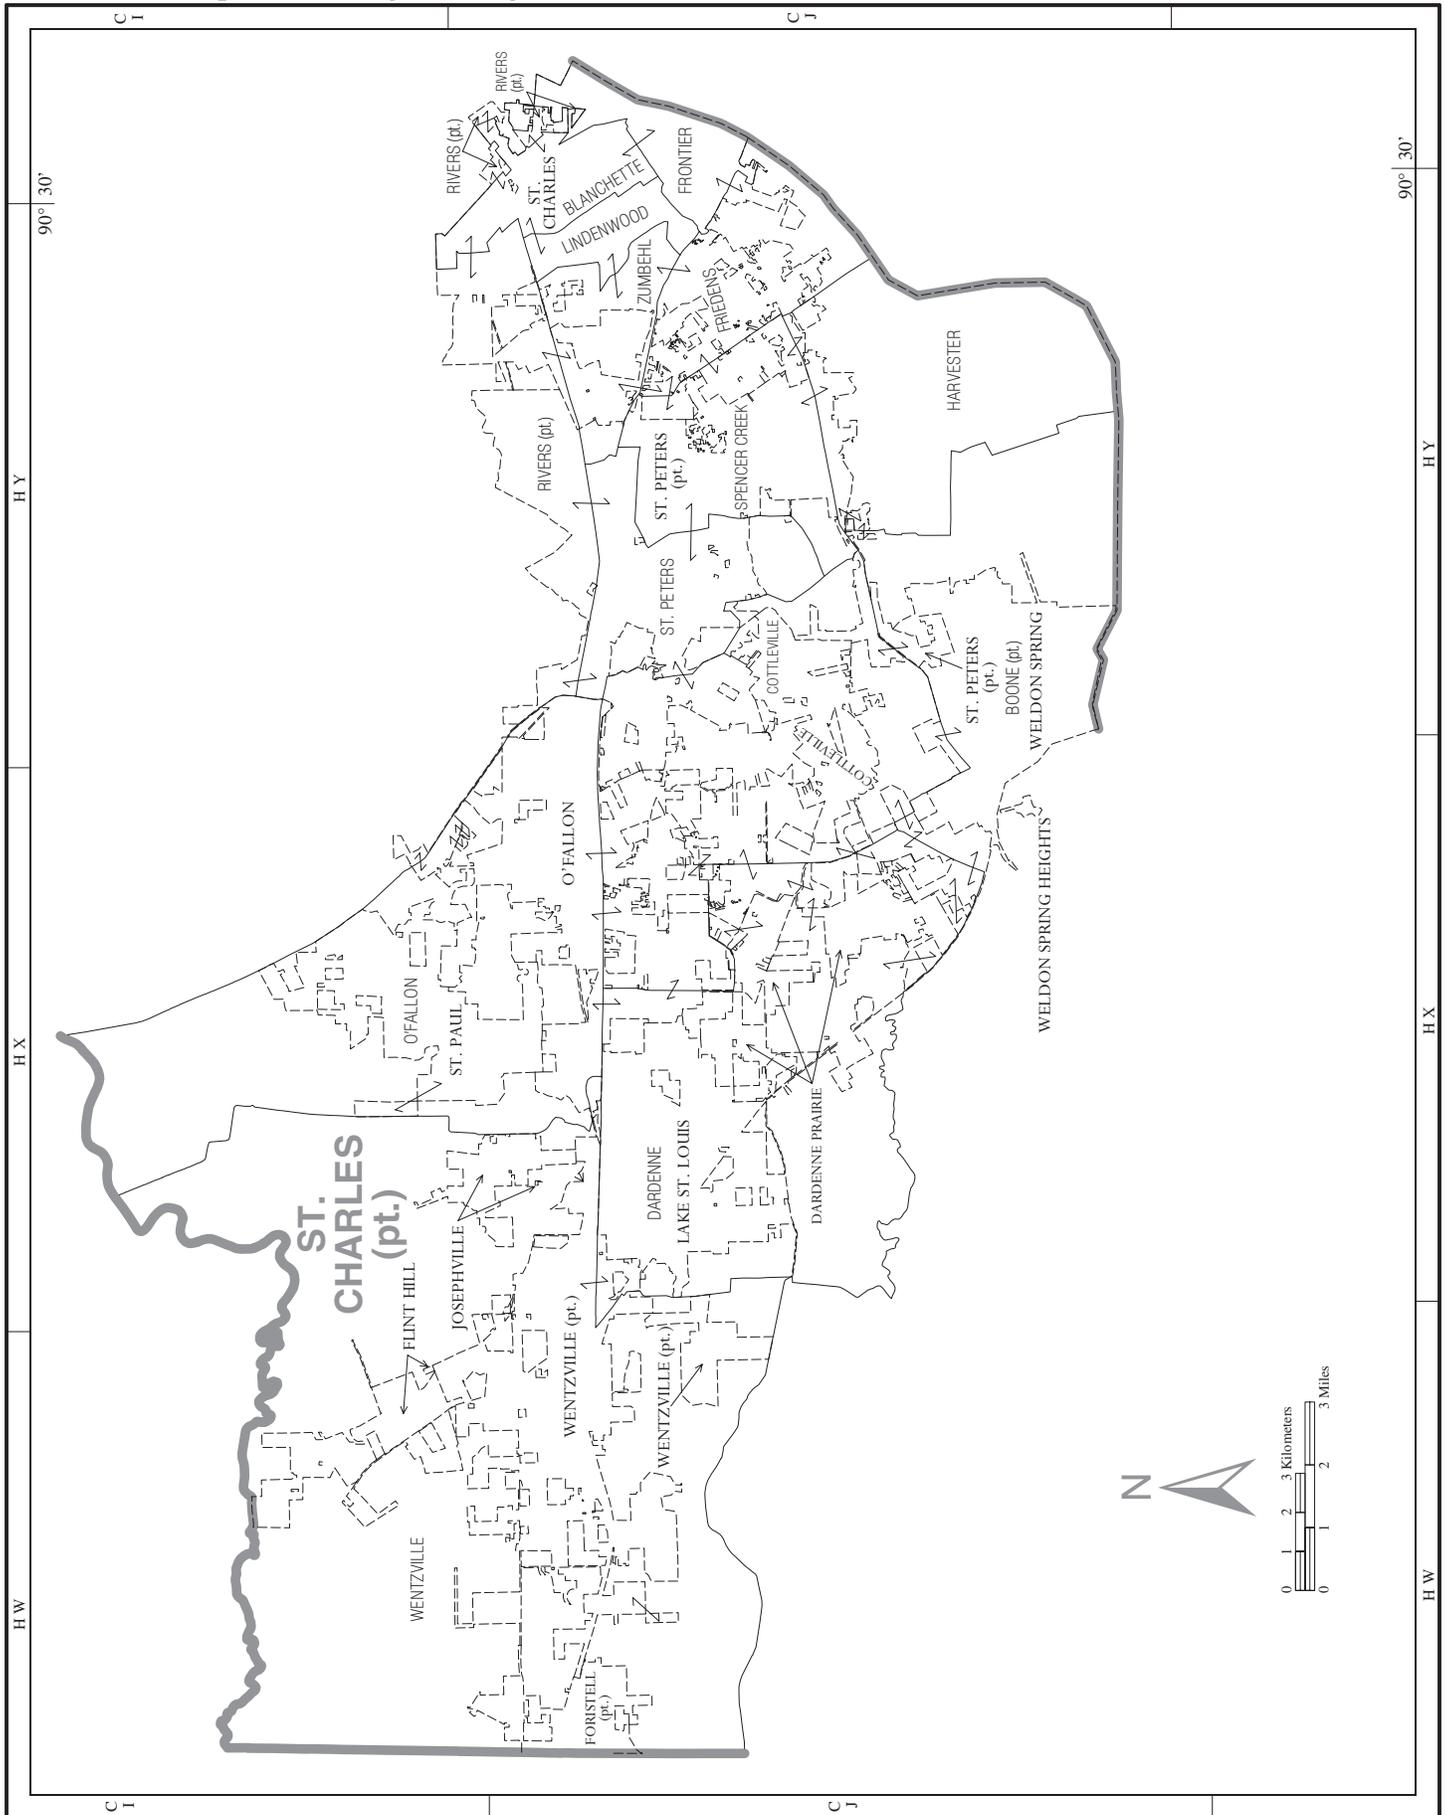 C
I
C
J
90° 30'
H Y
H X
H W
RIVERS
(pt.)
RIVERS (pt.)
ST.
CHARLES
BLANCHETTE
LINDENWOOD
FRONTIER
ZUMBEHL
FRIEDENS
HARVESTER
RIVERS (pt.)
ST. PETERS
(pt.)
SPENCER CREEK
ST. PETERS
COTTLEVILLE
COTTLEVILLE
ST. PETERS
(pt.)
BOONE (pt)
WELDON SPRING
WELDON SPRING HEIGHTS
O'FALLON
O'FALLON
ST. PAUL
ST.
CHARLES
(pt.)
DARDENNE
LAKE ST. LOUIS
DARDENNE PRAIRIE
JOSEPHVILLE
FLINT HILL
WENTZVILLE (pt.)
WENTZVILLE (pt.)
WENTZVILLE
FORISTELL
(pt.)
N
0 1 2 3 Kilometers
0 1 2 3 Miles
90° 30'
H Y
H X
H W
C
I
C
J